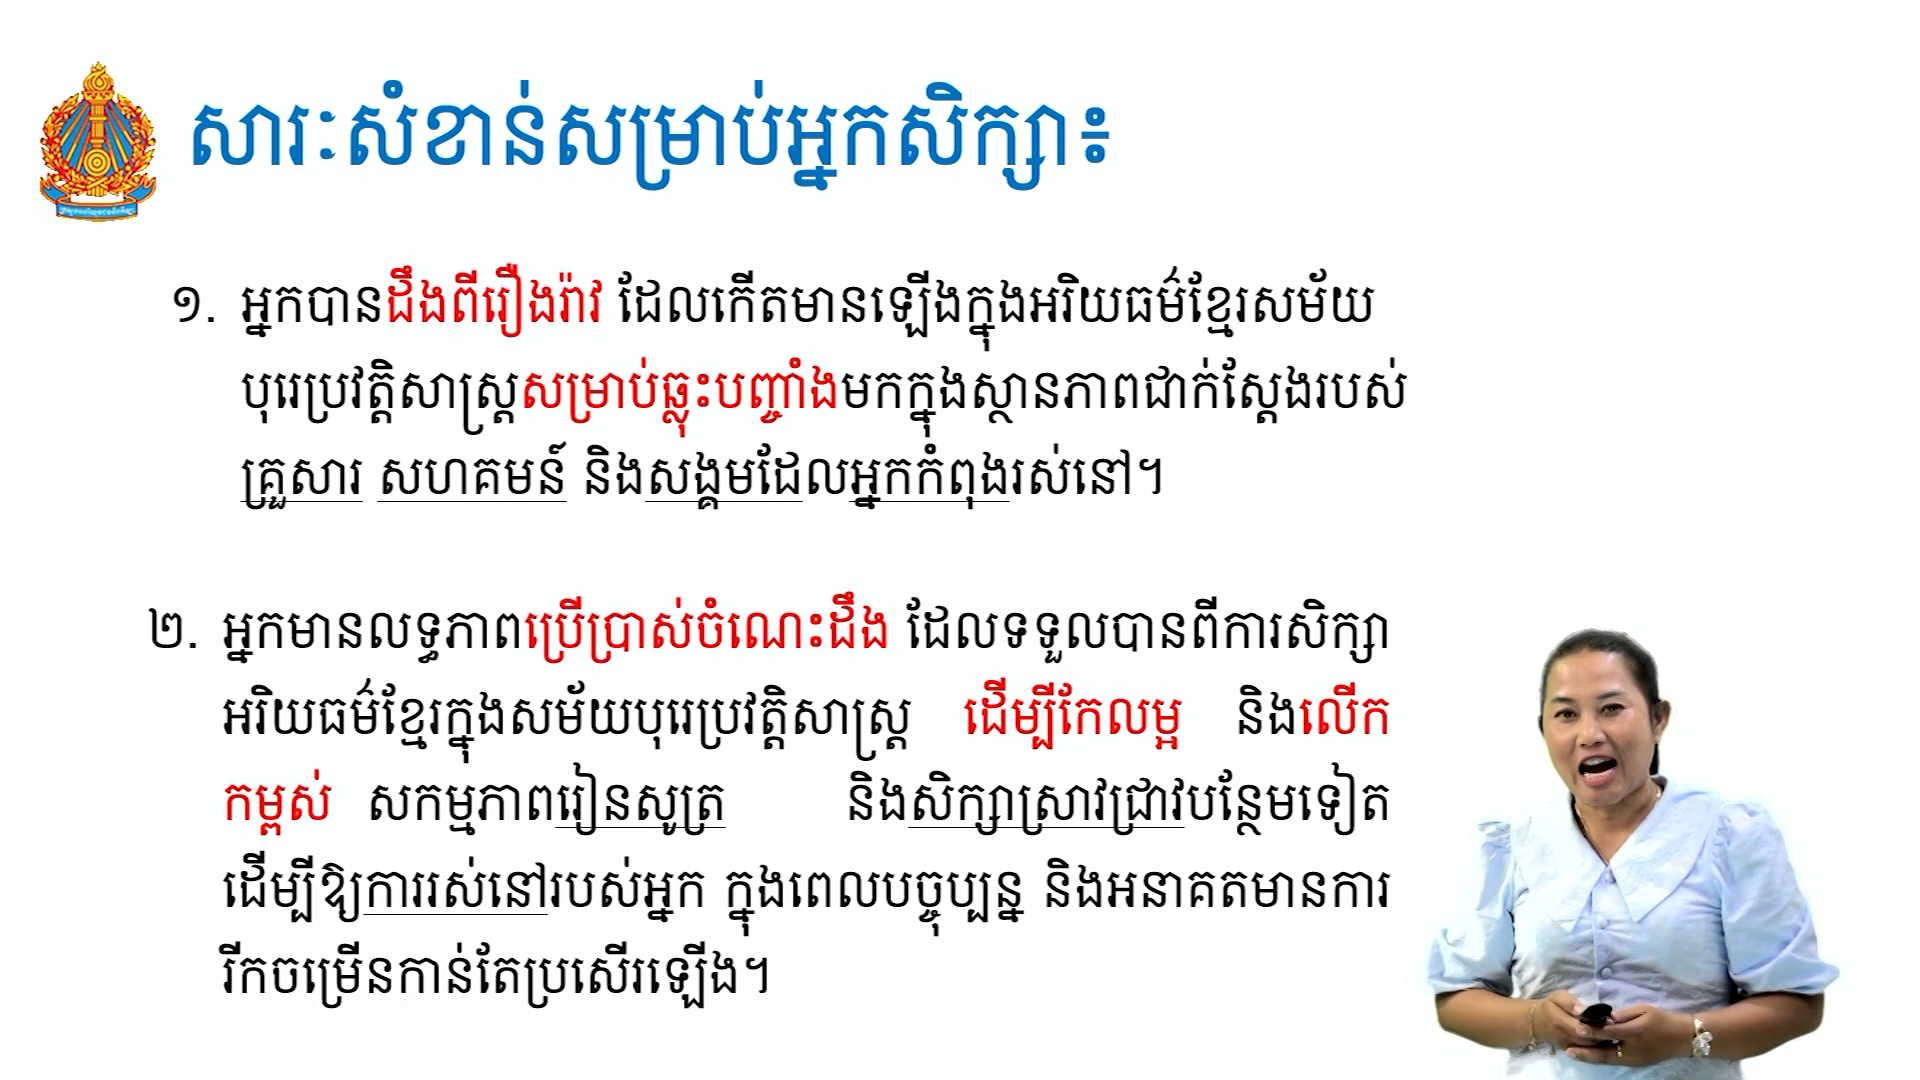 សារៈសំខាន់សម្រាប់អ្នកសិក្សា៖
១. អ្នកបានដឹងពីរឿងរ៉ាវ ដែលកើតមានឡើងក្នុងអរិយធម៌ខ្មែរសម័យ
បុរេប្រវត្តិសាស្ត្រសម្រាប់ឆ្លុះបញ្ចាំងមកក្នុងស្ថានភាពជាក់ស្តែងរបស់
គ្រួសារ សហគមន៍ និងសង្គមដែលអ្នកកំពុងរស់នៅ។
២. អ្នកមានលទ្ធភាពប្រើប្រាស់ចំណេះដឹង ដែលទទួលបានពីការសិក្សា
អរិយធម៌ខ្មែរក្នុងសម័យបុរេប្រវត្តិសាស្ត្រ ដើម្បីកែលម្អ និងលើក
កម្ពស់ សកម្មភាពរៀនសូត្រ និងសិក្សាស្រាវជ្រាវបន្ថែមទៀត
ដើម្បីឱ្យការរស់នៅរបស់អ្នក ក្នុងពេលបច្ចុប្បន្ន និងអនាគតមានការ
រីកចម្រើនកាន់តែប្រសើរឡើង។